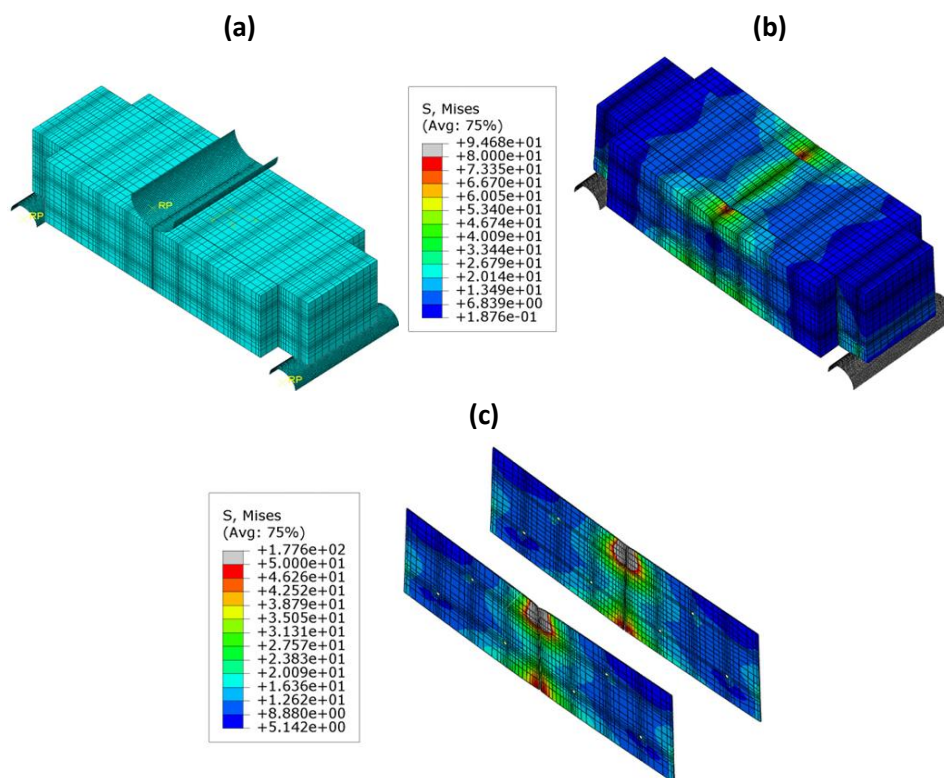 (a)
(b)
RP
RP
RP
S, Mises
(Avg: 75%)
+9.468e+01
+8.000e+01
+7.335e+01
+6.670e+01
+6.005e+01
+5.340e+01
+4.674e+01
+4.009e+01
+3.344e+01
+2.679e+01
+2.014e+01
+1.349e+01
+6.839e+00
+1.876e-01
(c)
S, Mises
(Avg: 75%)
+1.776e+02
+5.000e+01
+4.626e+01
+4.252e+01
+3.879e+01
+3.505e+01
+3.131e+01
+2.757e+01
+2.383e+01
+2.009e+01
+1.636e+01
+1.262e+01
+8.880e+00
+5.142e+00